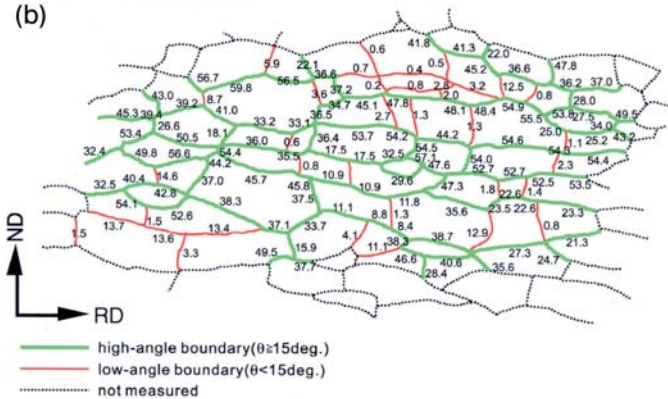 (b)
0.6 41.8 41.3 22.0
5.9 22.1 0.7 0.4 0.5 45.2 36.6 47.8
56.7 59.8 56.5 36.6 0.2 0.8 2.8 3.2 12.5 0.8 36.2 37.0
43.0 8.7 3.6 37.2 2.0 28.0
39.2 41.0 34.7 45.1 47.8 48.1 48.4 54.9 53.8 49.5
45.3 39.4 36.5 2.7 1.3 55.5 27.5
26.6 18.1 33.2 33.1 1.3 34.0
53.4 50.5 36.0 0.6 36.4 53.7 54.2 44.2 54.6 25.0 1.1 25.2 43.2
32.4 49.8 56.6 54.4 35.5 17.5 17.5 32.5 54.5 54.0 54.3 54.4
44.2 0.8 57.1 47.6 52.7 52.7 2.3
40.4 14.6 37.0 45.7 45.8 10.9 10.9 29.6 47.3 1.8 52.5 53.5
32.5 42.8 37.5 22.6 1.4
54.1 38.3 11.1 11.8 35.6 23.5 22.6 23.3
13.7 1.5 52.6 8.8 1.3
1.5 13.6 13.4 37.1 33.7 8.4 12.9 0.8
4.1 38.3 38.7 21.3
3.3 49.5 15.9 11.1 46.6 40.6 27.3 24.7
37.7 28.4 35.6
ND
RD
high-angle boundary(θ≧15deg.)
low-angle boundary(θ<15deg.)
not measured